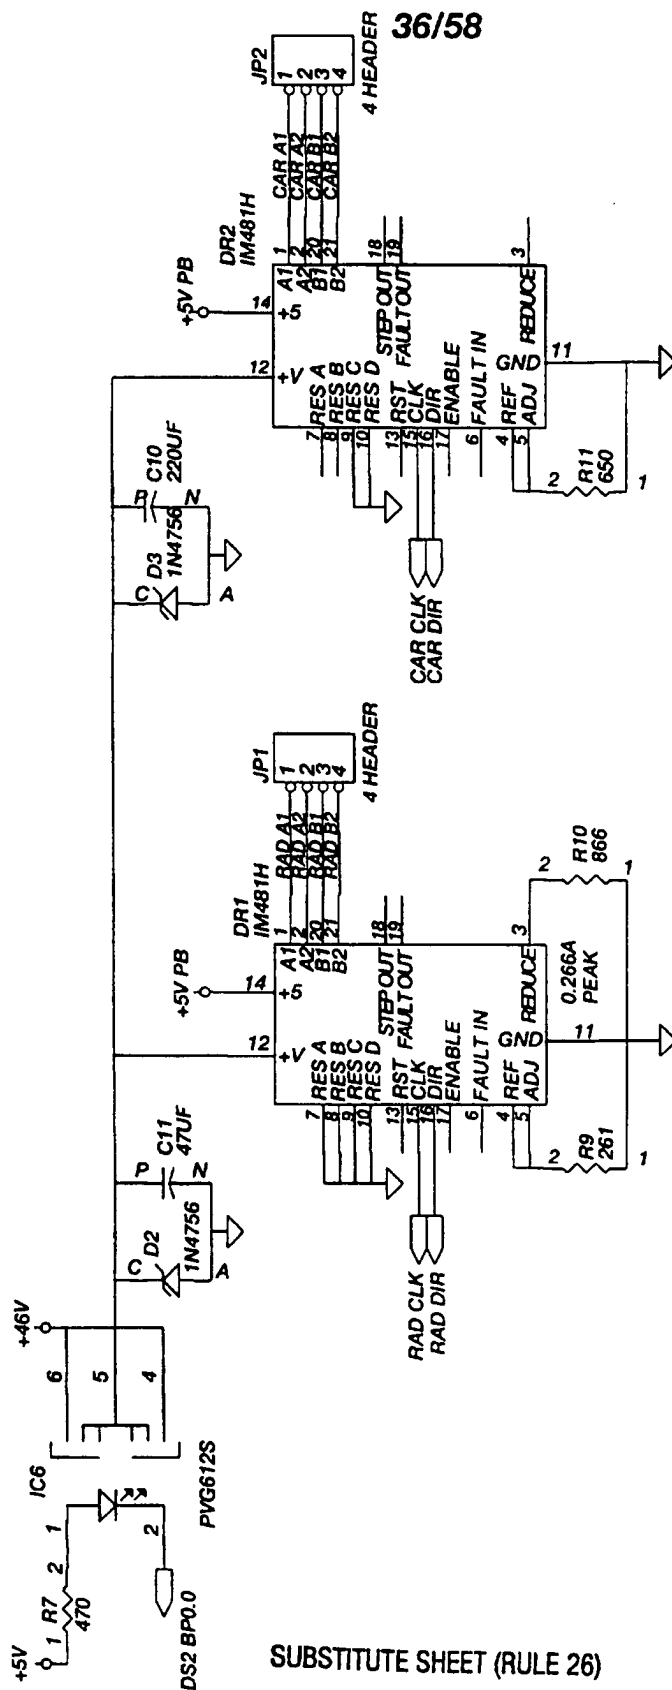 36/58
+5V
1
R7
2
470
1
2
DS2 BP0.0
IC6
PVG612S
6
5
4
+46V
C
D2
1N4756
A
P
C11
47UF
N
+5V PB
12
14
+V
+5
DR1
IM481H
1
2
20
21
A1
A2
B1
B2
RAD A1
RAD A2
RAD B1
RAD B2
JP1
1
2
3
4
4 HEADER
7
8
9
10
RES A
RES B
RES C
RES D
STEP OUT
FAULT OUT
18
19
13
15
16
17
RST
CLK
DIR
ENABLE
6
FAULT IN
4
5
REF
ADJ
GND
11
REDUCE
3
RAD CLK
RAD DIR
2
R9
261
1
0.266A
PEAK
2
R10
866
1
C
D3
1N4756
A
P
C10
220UF
N
+5V PB
12
14
+V
+5
DR2
IM481H
1
2
20
21
A1
A2
B1
B2
CAR A1
CAR A2
CAR B1
CAR B2
JP2
1
2
3
4
4 HEADER
7
8
9
10
RES A
RES B
RES C
RES D
STEP OUT
FAULT OUT
18
19
13
15
16
17
RST
CLK
DIR
ENABLE
6
FAULT IN
4
5
REF
ADJ
GND
11
REDUCE
3
CAR CLK
CAR DIR
2
R11
650
1
SUBSTITUTE SHEET (RULE 26)